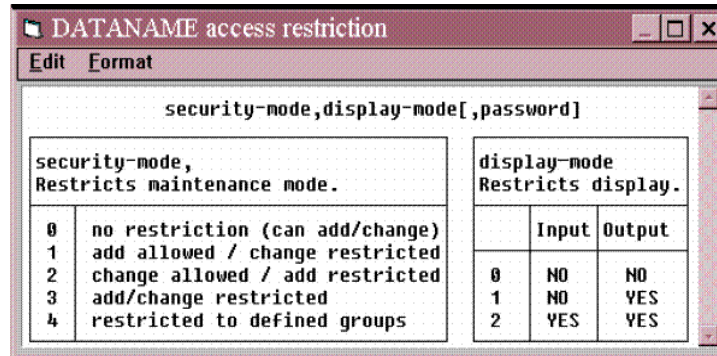 DATANAME access restriction
Edit Format
security-mode,display-mode[,password]
security-mode,
Restricts maintenance mode.
0 no restriction (can add/change)
1 add allowed / change restricted
2 change allowed / add restricted
3 add/change restricted
4 restricted to defined groups
display-mode
Restricts display.
Input Output
0 NO NO
1 NO YES
2 YES YES